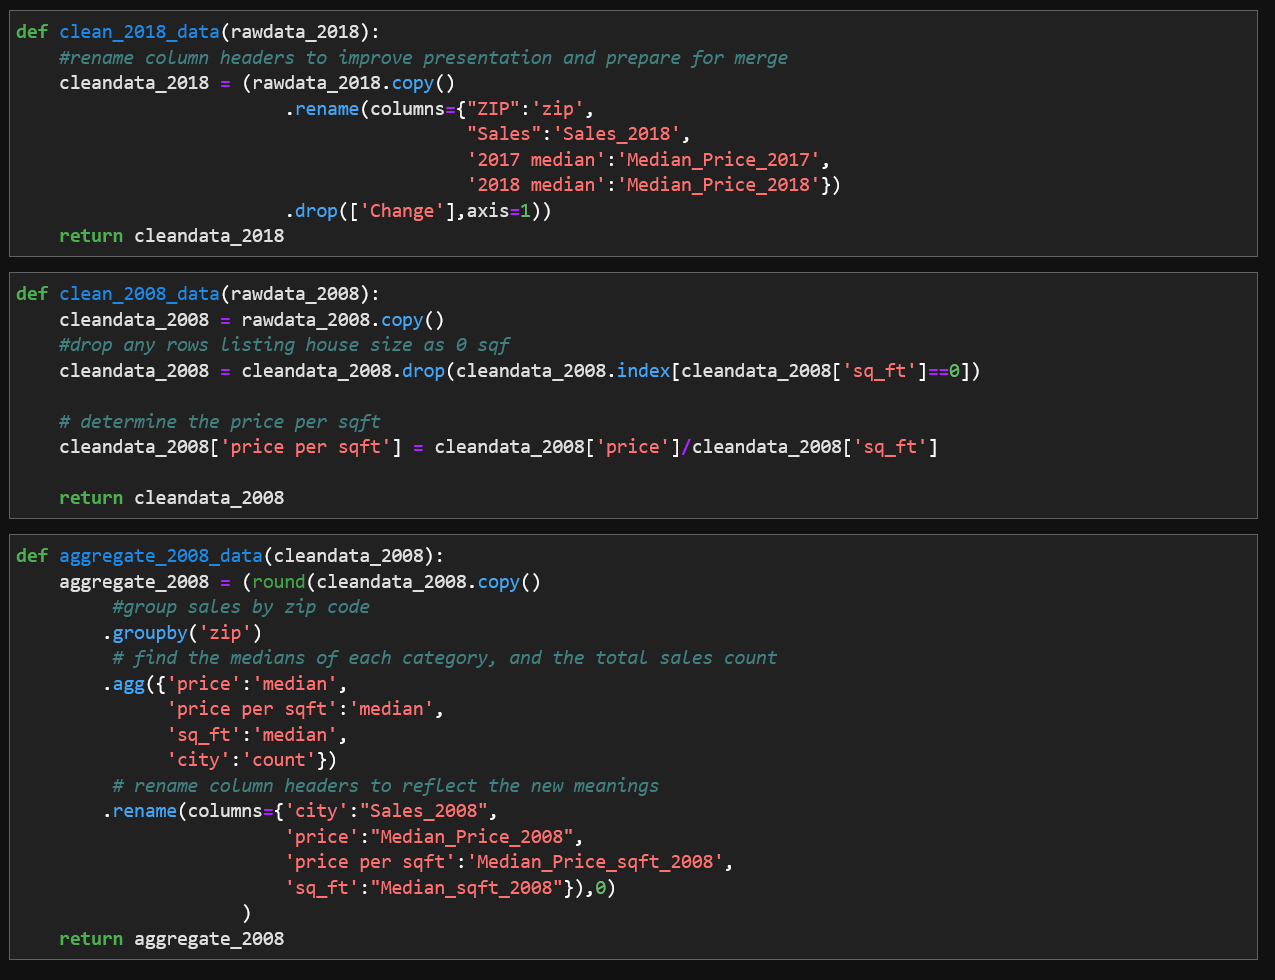 def clean_2018_data(rawdata_2018):
    #rename column headers to improve presentation and prepare for merge
    cleandata_2018 = (rawdata_2018.copy()
                         .rename(columns={"ZIP":'zip',
                                          "Sales":'Sales_2018',
                                          '2017 median':'Median_Price_2017',
                                          '2018 median':'Median_Price_2018'})
                         .drop(['Change'],axis=1))
    return cleandata_2018
def clean_2008_data(rawdata_2008):
    cleandata_2008 = rawdata_2008.copy()
    #drop any rows listing house size as 0 sqf
    cleandata_2008 = cleandata_2008.drop(cleandata_2008.index[cleandata_2008['sq_ft']==0])

    # determine the price per sqft
    cleandata_2008['price per sqft'] = cleandata_2008['price']/cleandata_2008['sq_ft']

    return cleandata_2008
def aggregate_2008_data(cleandata_2008):
    aggregate_2008 = (round(cleandata_2008.copy()
         #group sales by zip code
        .groupby('zip')
         # find the medians of each category, and the total sales count
        .agg({'price':'median',
              'price per sqft':'median',
              'sq_ft':'median',
              'city':'count'})
         # rename column headers to reflect the new meanings
        .rename(columns={'city':"Sales_2008",
                         'price':"Median_Price_2008",
                         'price per sqft':'Median_Price_sqft_2008',
                         'sq_ft':"Median_sqft_2008"}),0)
                     )
    return aggregate_2008